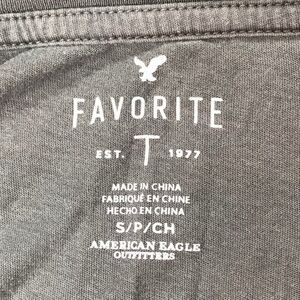 FAVORITE
EST. T 1977
MADE IN CHINA
FABRIQUÉ EN CHINE
HECHO EN CHINA
S/P/CH
AMERICAN EAGLE
OUTFITTERS